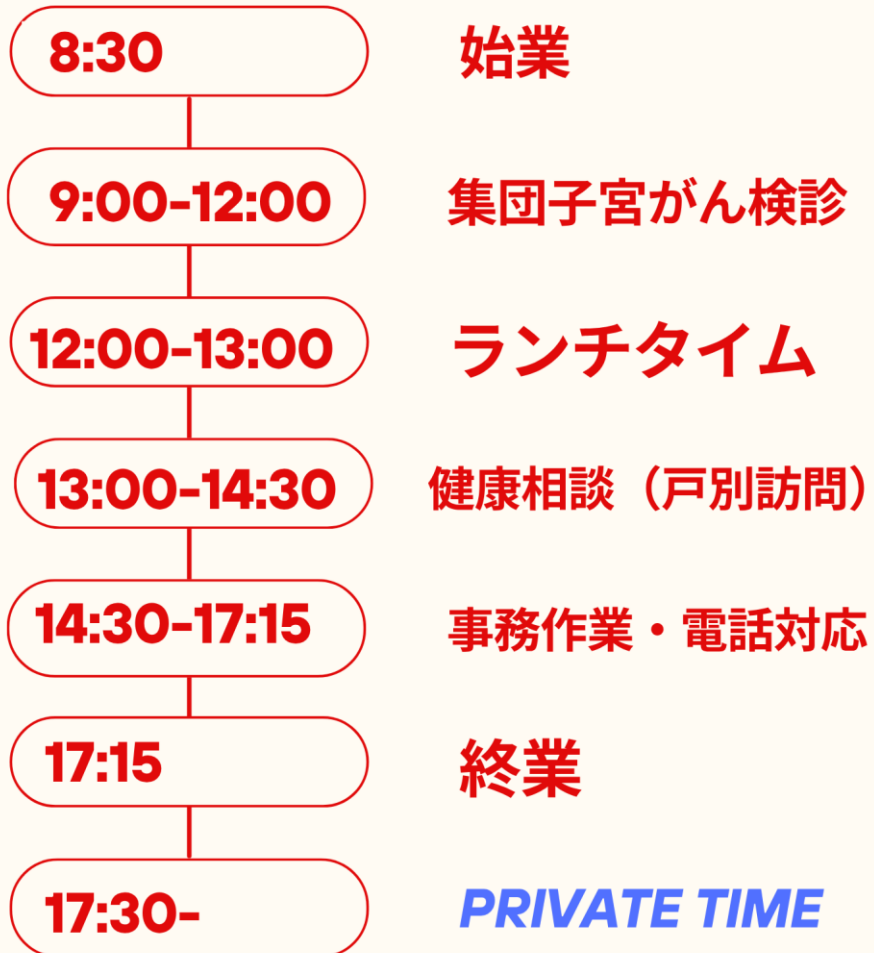 8:30 始業
9:00-12:00 集団子宮がん検診
12:00-13:00 ランチタイム
13:00-14:30 健康相談（戸別訪問）
14:30-17:15 事務作業・電話対応
17:15 終業
17:30- PRIVATE TIME